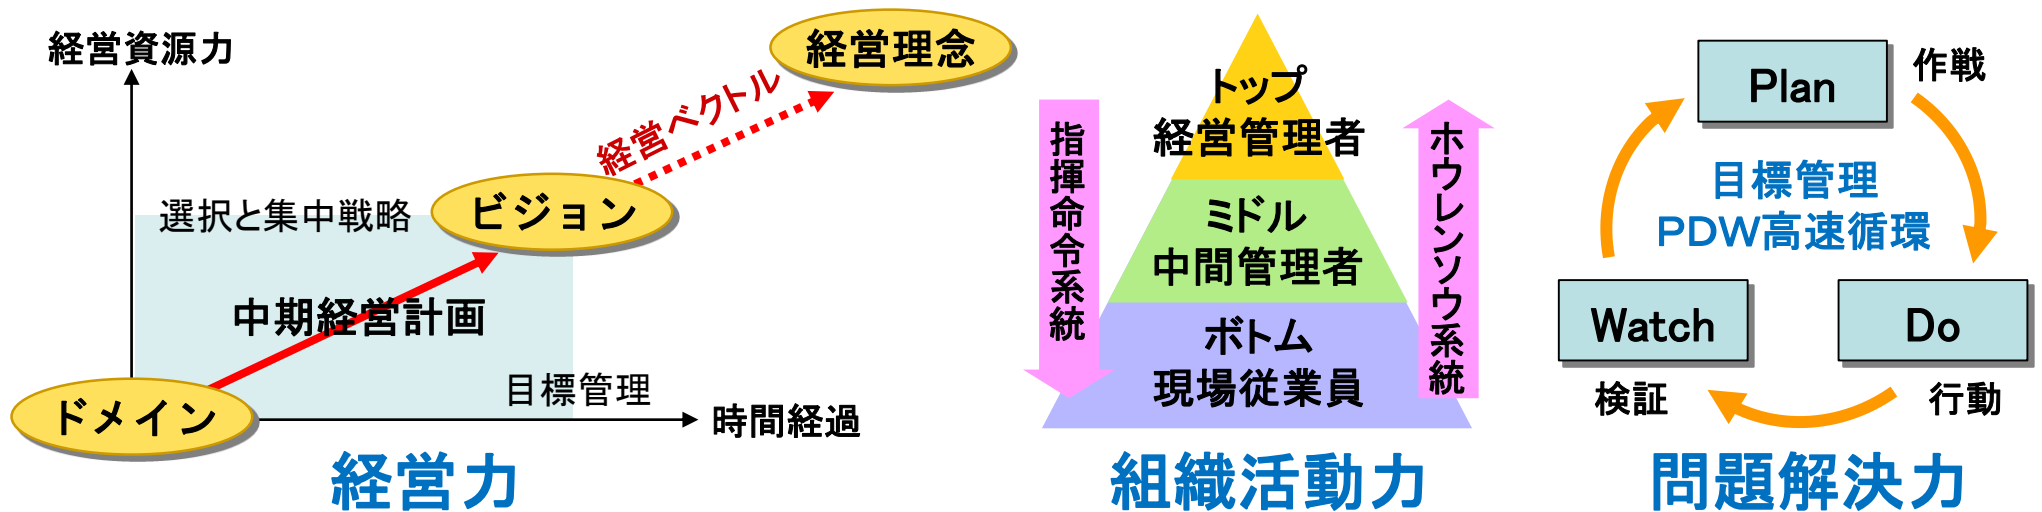 経営資源力
経営理念
経営ベクトル
選択と集中戦略
ビジョン
中期経営計画
目標管理
ドメイン
時間経過
経営力
指揮命令系統
トップ
経営管理者
ミドル
中間管理者
ボトム
現場従業員
ホウレンソウ系統
組織活動力
Plan
作戦
目標管理
PDW高速循環
Watch
Do
検証
行動
問題解決力